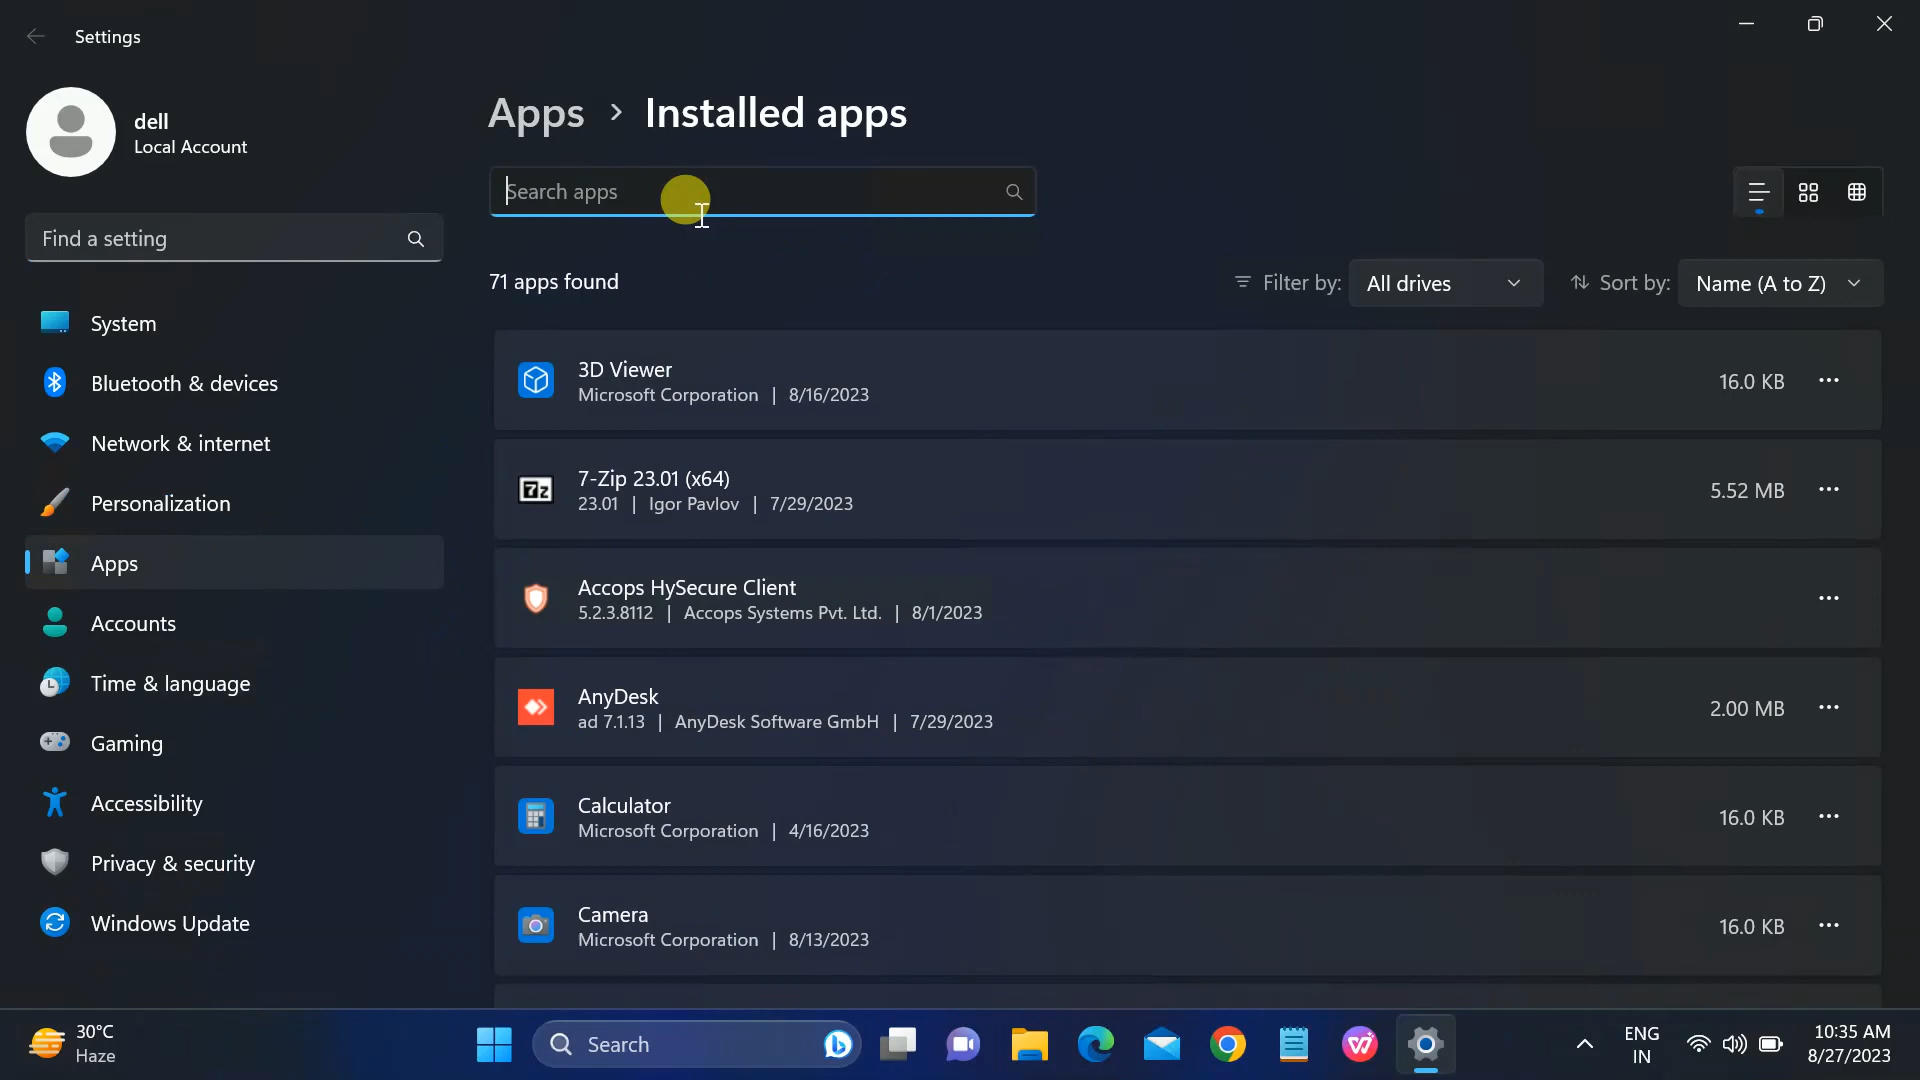 Settings
dell
Local Account
Find a setting
System
Bluetooth & devices
Network & internet
Personalization
Apps
Accounts
Time & language
Gaming
Accessibility
Privacy & security
Windows Update
Apps > Installed apps
Search apps
71 apps found
Filter by: All drives
Sort by: Name (A to Z)
3D Viewer
Microsoft Corporation | 8/16/2023
16.0 KB
7-Zip 23.01 (x64)
23.01 | Igor Pavlov | 7/29/2023
5.52 MB
Accops HySecure Client
5.2.3.8112 | Accops Systems Pvt. Ltd. | 8/1/2023
AnyDesk
ad 7.1.13 | AnyDesk Software GmbH | 7/29/2023
2.00 MB
Calculator
Microsoft Corporation | 4/16/2023
16.0 KB
Camera
Microsoft Corporation | 8/13/2023
16.0 KB
30°C
Haze
Search
ENG
IN
10:35 AM
8/27/2023